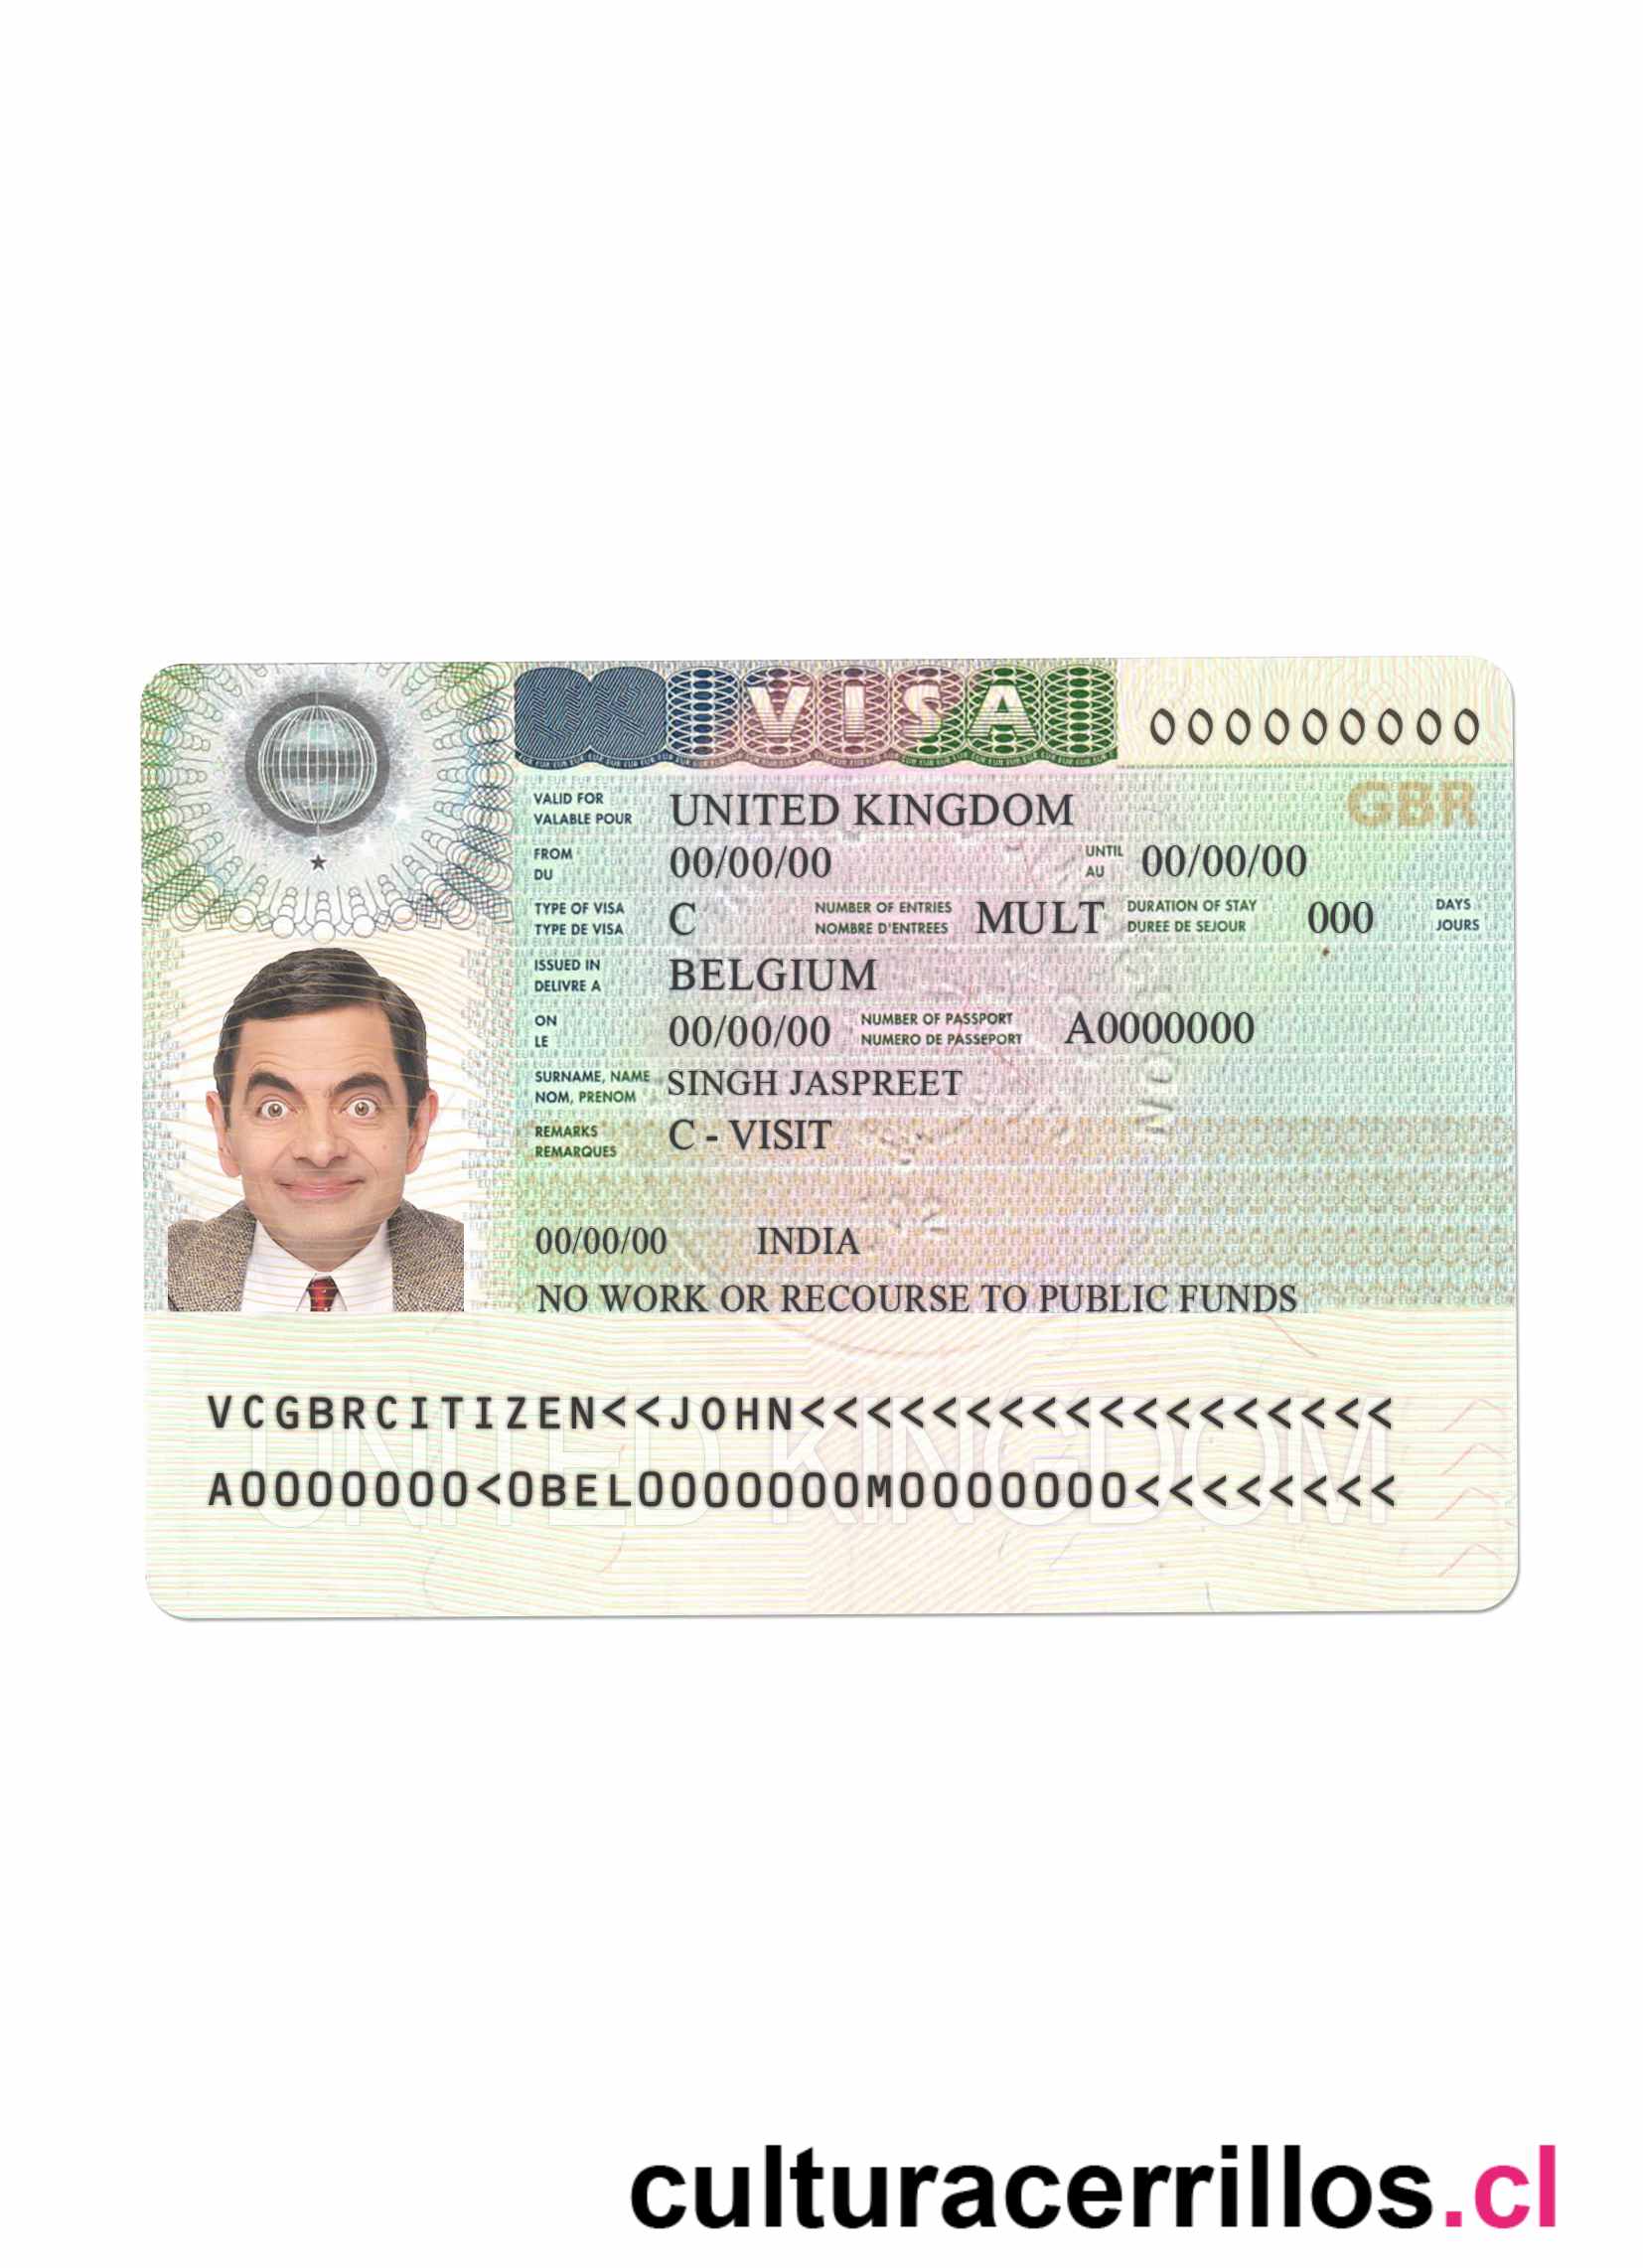 VISA
000000000
GBR
VALID FOR UNITED KINGDOM
VALABLE POUR
FROM 00/00/00 UNTIL 00/00/00
DU AU
TYPE OF VISA C NUMBER OF ENTRIES MULT DURATION OF STAY 000 DAYS
TYPE DE VISA NOMBRE D'ENTREES DUREE DE SEJOUR JOURS
ISSUED IN BELGIUM
DELIVRE A
ON 00/00/00 NUMBER OF PASSPORT A0000000
LE NUMERO DE PASSEPORT
SURNAME, NAME SINGH JASPREET
NOM, PRENOM
REMARKS C - VISIT
REMARQUES
00/00/00 INDIA
NO WORK OR RECOURSE TO PUBLIC FUNDS
VCGBRCITIZEN<<JOHN<<<<<<<<<<<<<<<<<<
A0000000<0BEL0000000M0000000<<<<<<<<
UNITED KINGDOM
culturacerrillos.cl